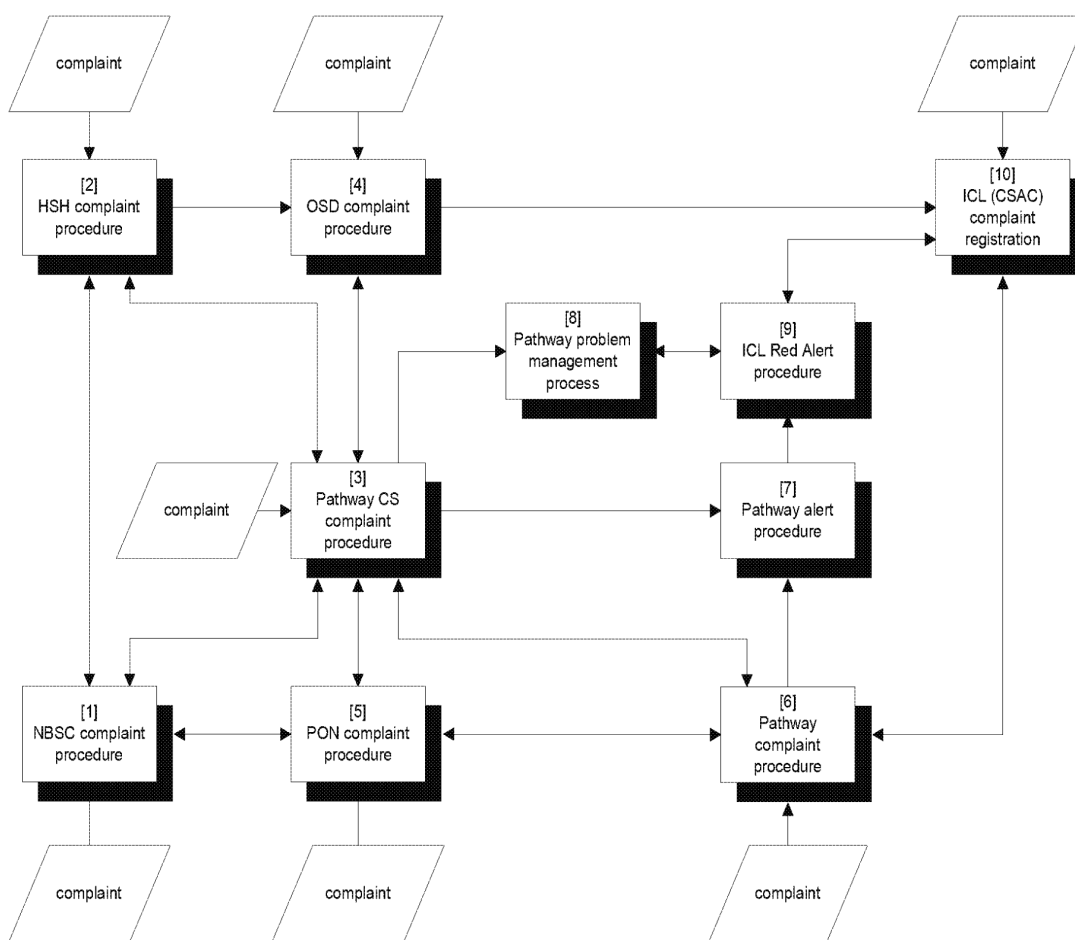 complaint
complaint
complaint
[2]
HSH complaint
procedure
[4]
OSD complaint
procedure
[10]
ICL (CSAC)
complaint
registration
[8]
Pathway problem
management
process
[9]
ICL Red Alert
procedure
complaint
[3]
Pathway CS
complaint
procedure
[7]
Pathway alert
procedure
[1]
NBSC complaint
procedure
[5]
PON complaint
procedure
[6]
Pathway
complaint
procedure
complaint
complaint
complaint